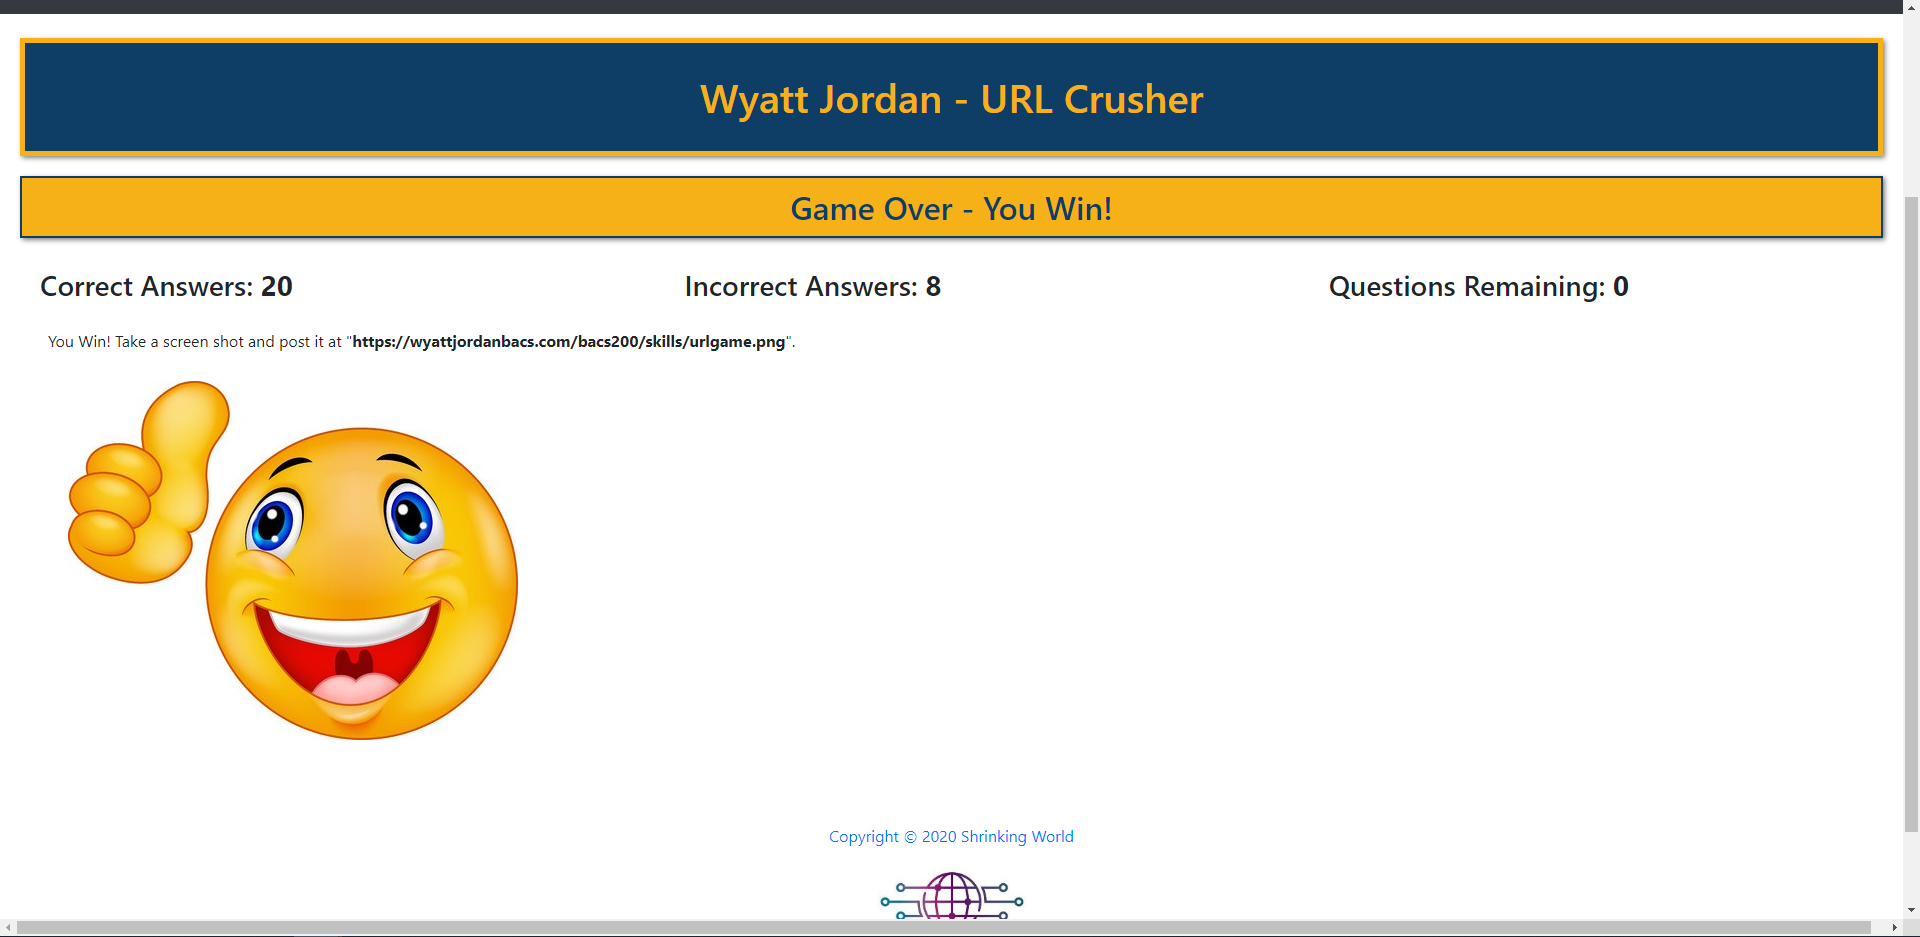 Wyatt Jordan - URL Crusher
Game Over - You Win!
Correct Answers: 20
Incorrect Answers: 8
Questions Remaining: 0
You Win! Take a screen shot and post it at "https://wyattjordanbacs.com/bacs200/skills/urlgame.png".
Copyright © 2020 Shrinking World